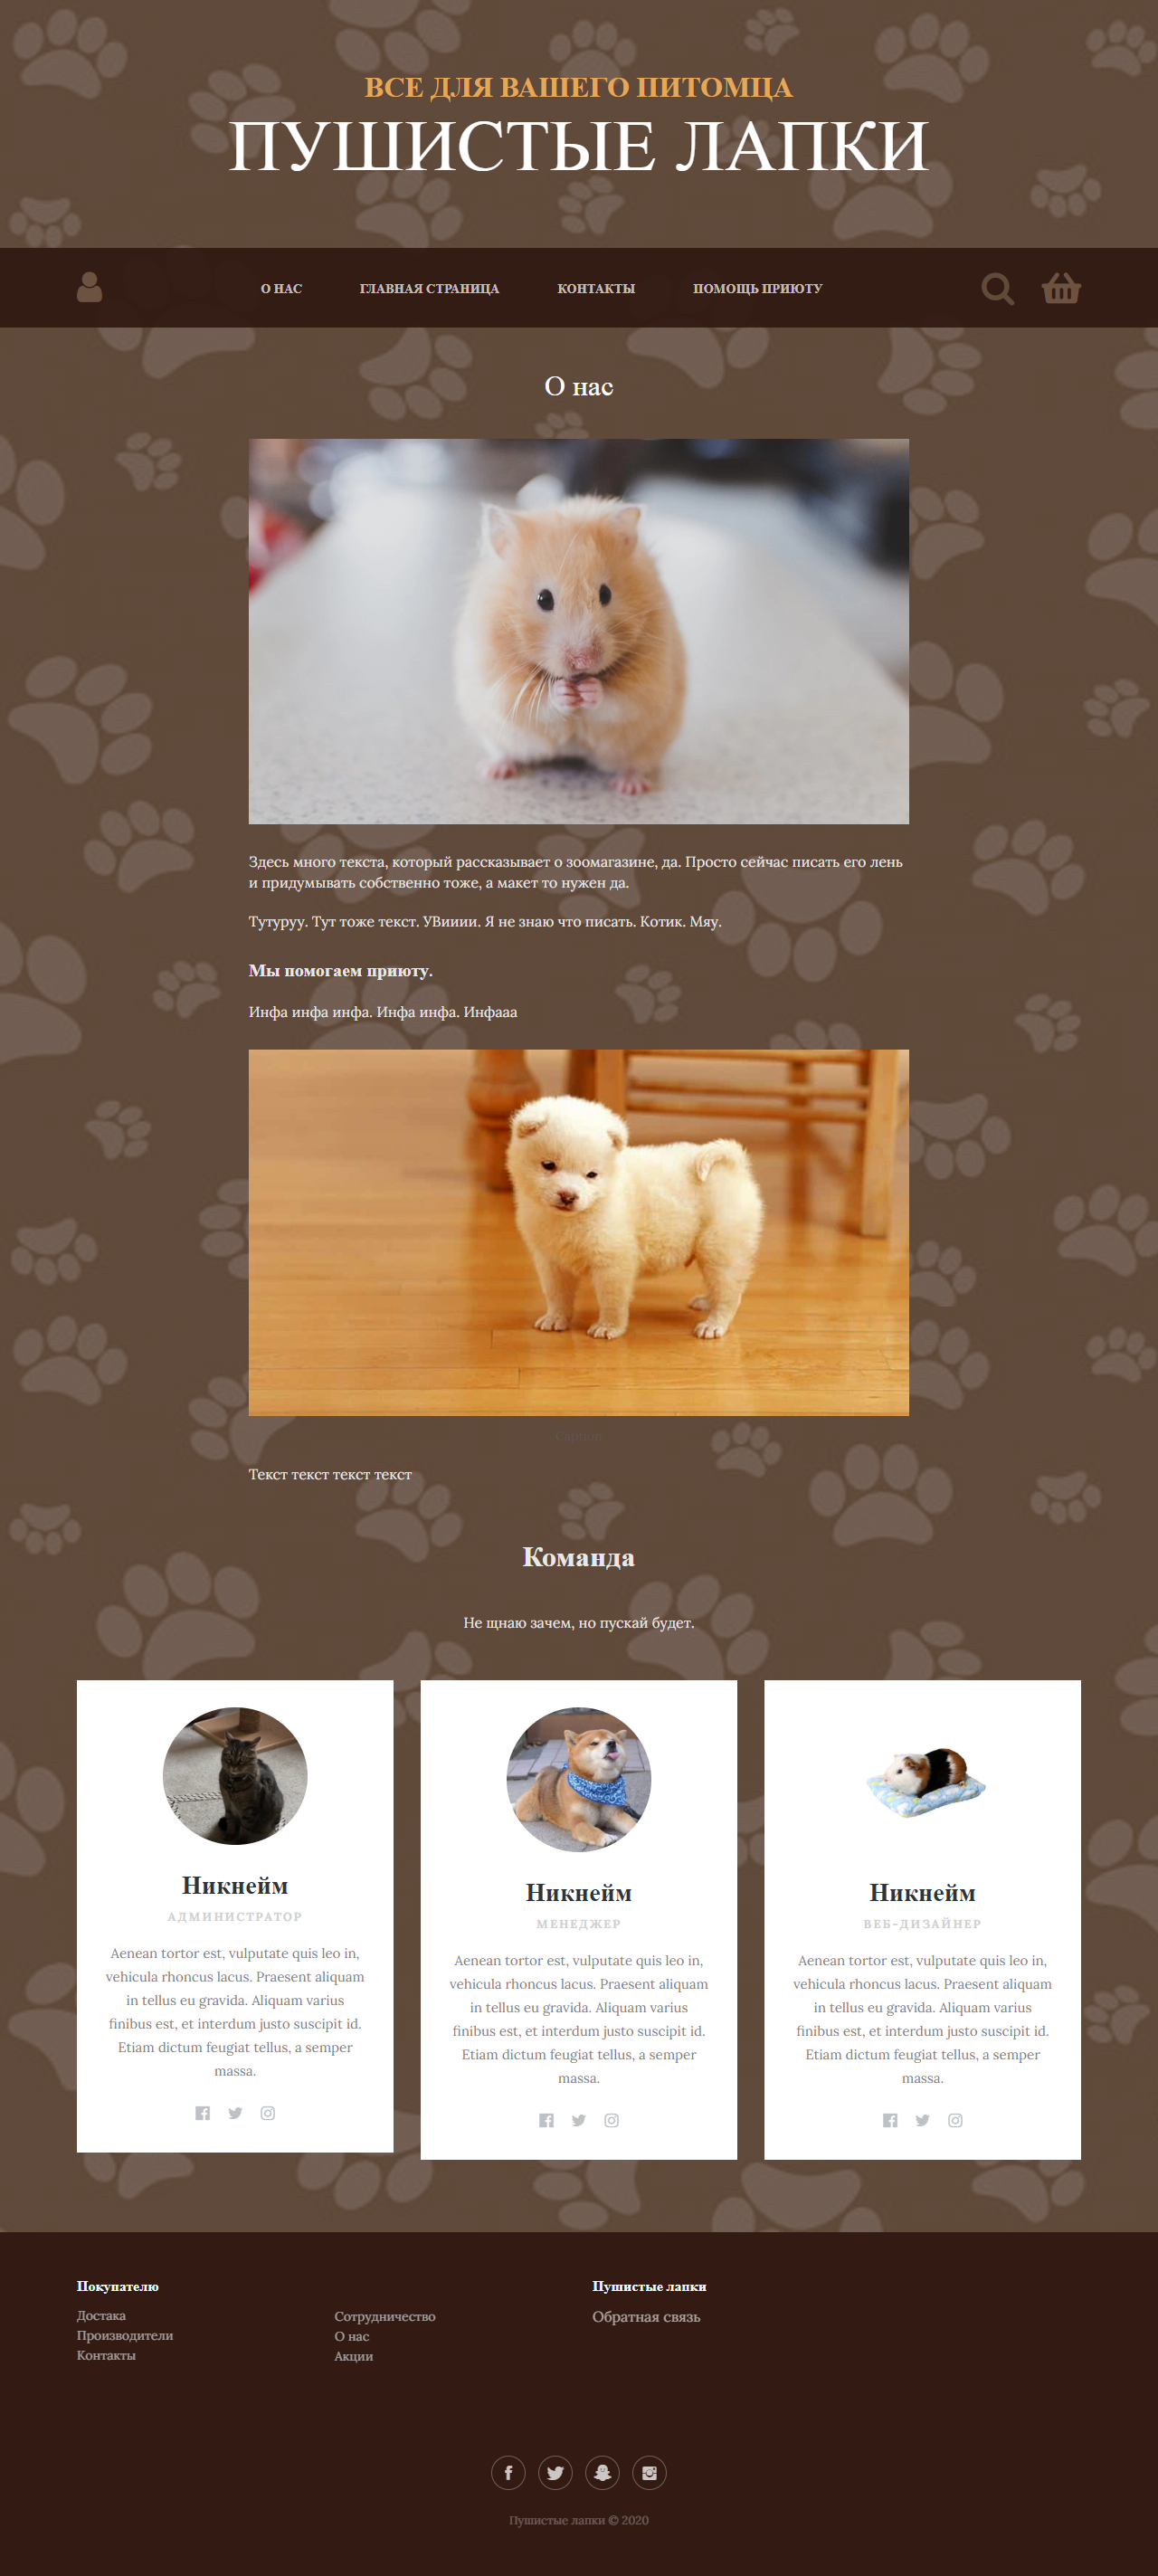 ВСЕ ДЛЯ ВАШЕГО ПИТОМЦА
ПУШИСТЫЕ ЛАПКИ
О НАС
ГЛАВНАЯ СТРАНИЦА
КОНТАКТЫ
ПОМОЩЬ ПРИЮТУ
О нас
Здесь много текста, который рассказывает о зоомагазине, да. Просто сейчас писать его лень
и придумывать собственно тоже, а макет то нужен да.
Тутуруу. Тут тоже текст. УВииии. Я не знаю что писать. Котик. Мяу.
Мы помогаем приюту.
Инфа инфа инфа. Инфа инфа. Инфааа
Caption
Текст текст текст текст
Команда
Не щнаю зачем, но пускай будет.
Никнейм
АДМИНИСТРАТОР
Aenean tortor est, vulputate quis leo in,
vehicula rhoncus lacus. Praesent aliquam
in tellus eu gravida. Aliquam varius
finibus est, et interdum justo suscipit id.
Etiam dictum feugiat tellus, a semper
massa.
Никнейм
МЕНЕДЖЕР
Aenean tortor est, vulputate quis leo in,
vehicula rhoncus lacus. Praesent aliquam
in tellus eu gravida. Aliquam varius
finibus est, et interdum justo suscipit id.
Etiam dictum feugiat tellus, a semper
massa.
Никнейм
ВЕБ-ДИЗАЙНЕР
Aenean tortor est, vulputate quis leo in,
vehicula rhoncus lacus. Praesent aliquam
in tellus eu gravida. Aliquam varius
finibus est, et interdum justo suscipit id.
Etiam dictum feugiat tellus, a semper
massa.
Покупателю
Достака
Производители
Контакты
Сотрудничество
О нас
Акции
Пушистые лапки
Обратная связь
Пушистые лапки © 2020